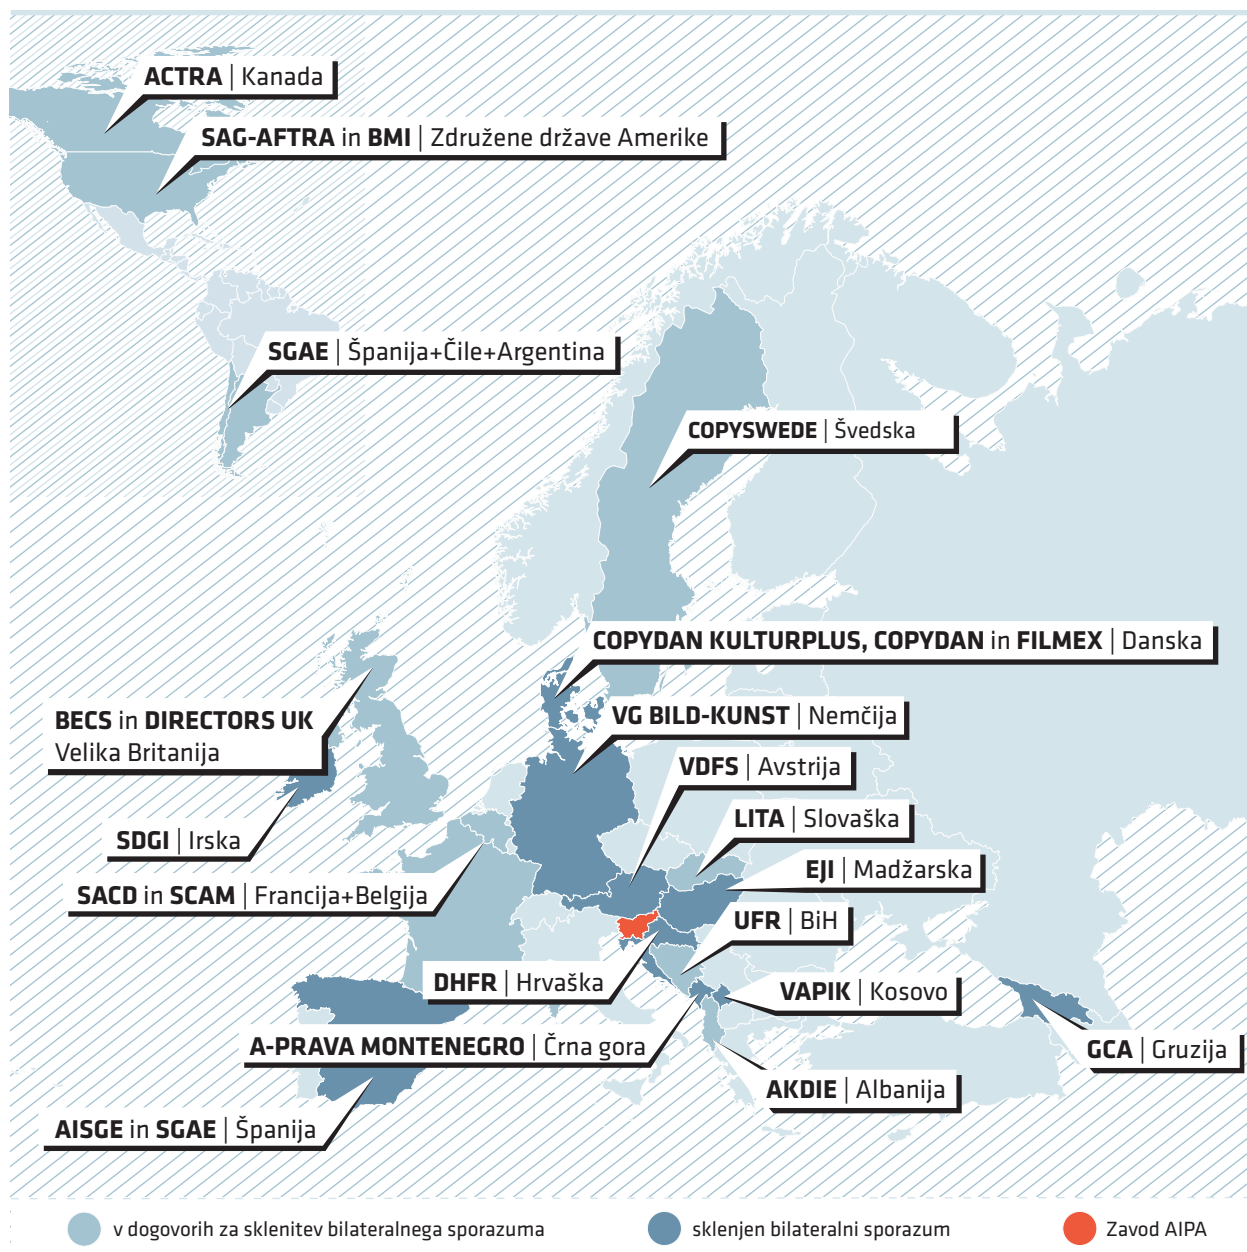 ACTRA | Kanada
SAG-AFTRA in BMI | Združene države Amerike
SGAE | Španija+Čile+Argentina
COPYSWEDE | Švedska
COPYDAN KULTURPLUS, COPYDAN in FILMEX | Danska
BECS in DIRECTORS UK
Velika Britanija
VG BILD-KUNST | Nemčija
VDFS | Avstrija
LITA | Slovaška
SDGI | Irska
EJI | Madžarska
SACD in SCAM | Francija+Belgija
UFR | BiH
DHFR | Hrvaška
VAPIK | Kosovo
A-PRAVA MONTENEGRO | Črna gora
GCA | Gruzija
AKDIE | Albanija
AISGE in SGAE | Španija
v dogovorih za sklenitev bilateralnega sporazuma
sklenjen bilateralni sporazum
Zavod AIPA